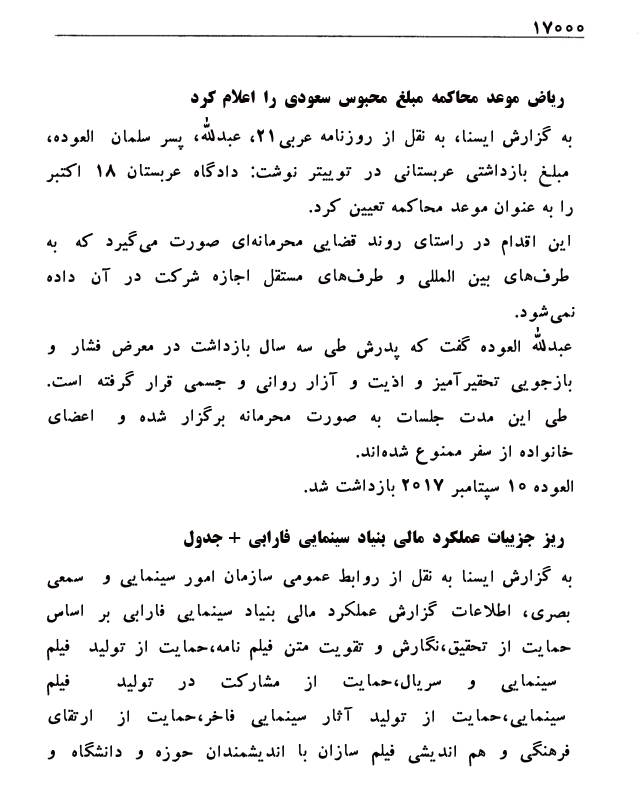 ۱۷۰۰۰
ریاض موعد محاکمه مبلغ محبوس سعودی را اعلام کرد
به گزارش ایسنا، به نقل از روزنامه عربی۲۱، عبدالله، پسر سلمان العوده،
مبلغ بازداشتی عربستانی در توییتر نوشت: دادگاه عربستان ۱۸ اکتبر
را به عنوان موعد محاکمه تعیین کرد.
این اقدام در راستای روند قضایی محرمانه‌ای صورت می‌گیرد که به
طرف‌های بین المللی و طرف‌های مستقل اجازه شرکت در آن داده
نمی‌شود.
عبدالله العوده گفت که پدرش طی سه سال بازداشت در معرض فشار و
بازجویی تحقیرآمیز و اذیت و آزار روانی و جسمی قرار گرفته است.
طی این مدت جلسات به صورت محرمانه برگزار شده و اعضای
خانواده از سفر ممنوع شده‌اند.
العوده ۱۰ سپتامبر ۲۰۱۷ بازداشت شد.
ریز جزییات عملکرد مالی بنیاد سینمایی فارابی + جدول
به گزارش ایسنا به نقل از روابط عمومی سازمان امور سینمایی و سمعی
بصری، اطلاعات گزارش عملکرد مالی بنیاد سینمایی فارابی بر اساس
حمایت از تحقیق،نگارش و تقویت متن فیلم نامه،حمایت از تولید فیلم
سینمایی و سریال،حمایت از مشارکت در تولید فیلم
سینمایی،حمایت از تولید آثار سینمایی فاخر،حمایت از ارتقای
فرهنگی و هم اندیشی فیلم سازان با اندیشمندان حوزه و دانشگاه و